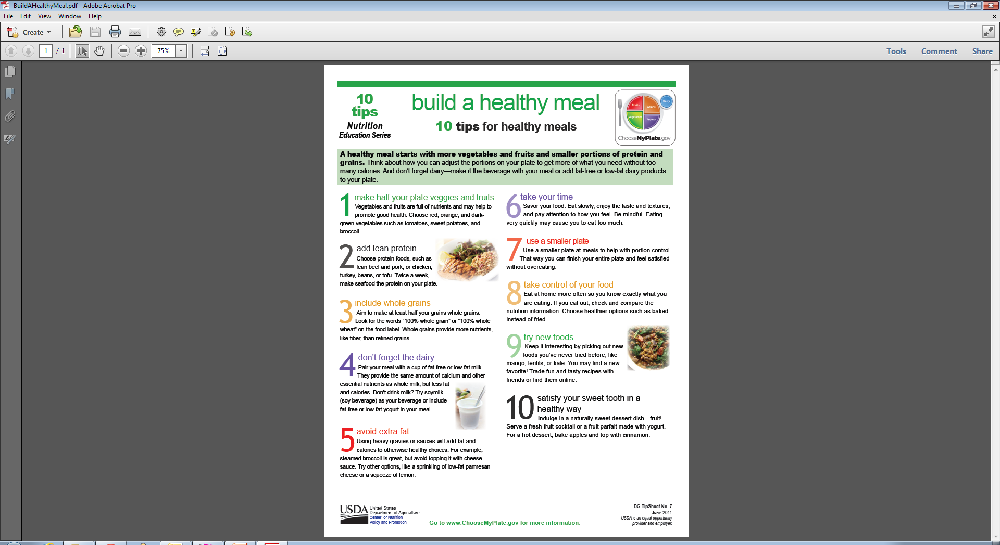 BuildAHealthyMeal.pdf - Adobe Acrobat Pro
File Edit View Window Help
Create
1 / 1 75% Tools Comment Share
10
tips
Nutrition
Education Series
build a healthy meal
10 tips for healthy meals
Fruits
Grains
Dairy
Vegetables
Protein
ChooseMyPlate.gov
A healthy meal starts with more vegetables and fruits and smaller portions of protein and
grains. Think about how you can adjust the portions on your plate to get more of what you need without too
many calories. And don't forget dairy—make it the beverage with your meal or add fat-free or low-fat dairy products
to your plate.
1 make half your plate veggies and fruits
Vegetables and fruits are full of nutrients and may help to
promote good health. Choose red, orange, and dark-
green vegetables such as tomatoes, sweet potatoes, and
broccoli.
2 add lean protein
Choose protein foods, such as
lean beef and pork, or chicken,
turkey, beans, or tofu. Twice a week,
make seafood the protein on your plate.
3 include whole grains
Aim to make at least half your grains whole grains.
Look for the words "100% whole grain" or "100% whole
wheat" on the food label. Whole grains provide more nutrients,
like fiber, than refined grains.
4 don't forget the dairy
Pair your meal with a cup of fat-free or low-fat milk.
They provide the same amount of calcium and other
essential nutrients as whole milk, but less fat
and calories. Don't drink milk? Try soymilk
(soy beverage) as your beverage or include
fat-free or low-fat yogurt in your meal.
5 avoid extra fat
Using heavy gravies or sauces will add fat and
calories to otherwise healthy choices. For example,
steamed broccoli is great, but avoid topping it with cheese
sauce. Try other options, like a sprinkling of low-fat parmesan
cheese or a squeeze of lemon.
6 take your time
Savor your food. Eat slowly, enjoy the taste and textures,
and pay attention to how you feel. Be mindful. Eating
very quickly may cause you to eat too much.
7 use a smaller plate
Use a smaller plate at meals to help with portion control.
That way you can finish your entire plate and feel satisfied
without overeating.
8 take control of your food
Eat at home more often so you know exactly what you
are eating. If you eat out, check and compare the
nutrition information. Choose healthier options such as baked
instead of fried.
9 try new foods
Keep it interesting by picking out new
foods you've never tried before, like
mango, lentils, or kale. You may find a new
favorite! Trade fun and tasty recipes with
friends or find them online.
10 satisfy your sweet tooth in a
healthy way
Indulge in a naturally sweet dessert dish—fruit!
Serve a fresh fruit cocktail or a fruit parfait made with yogurt.
For a hot dessert, bake apples and top with cinnamon.
USDA United States
Department of Agriculture
Center for Nutrition
Policy and Promotion
Go to www.ChooseMyPlate.gov for more information.
DG TipSheet No. 7
June 2011
USDA is an equal opportunity
provider and employer.